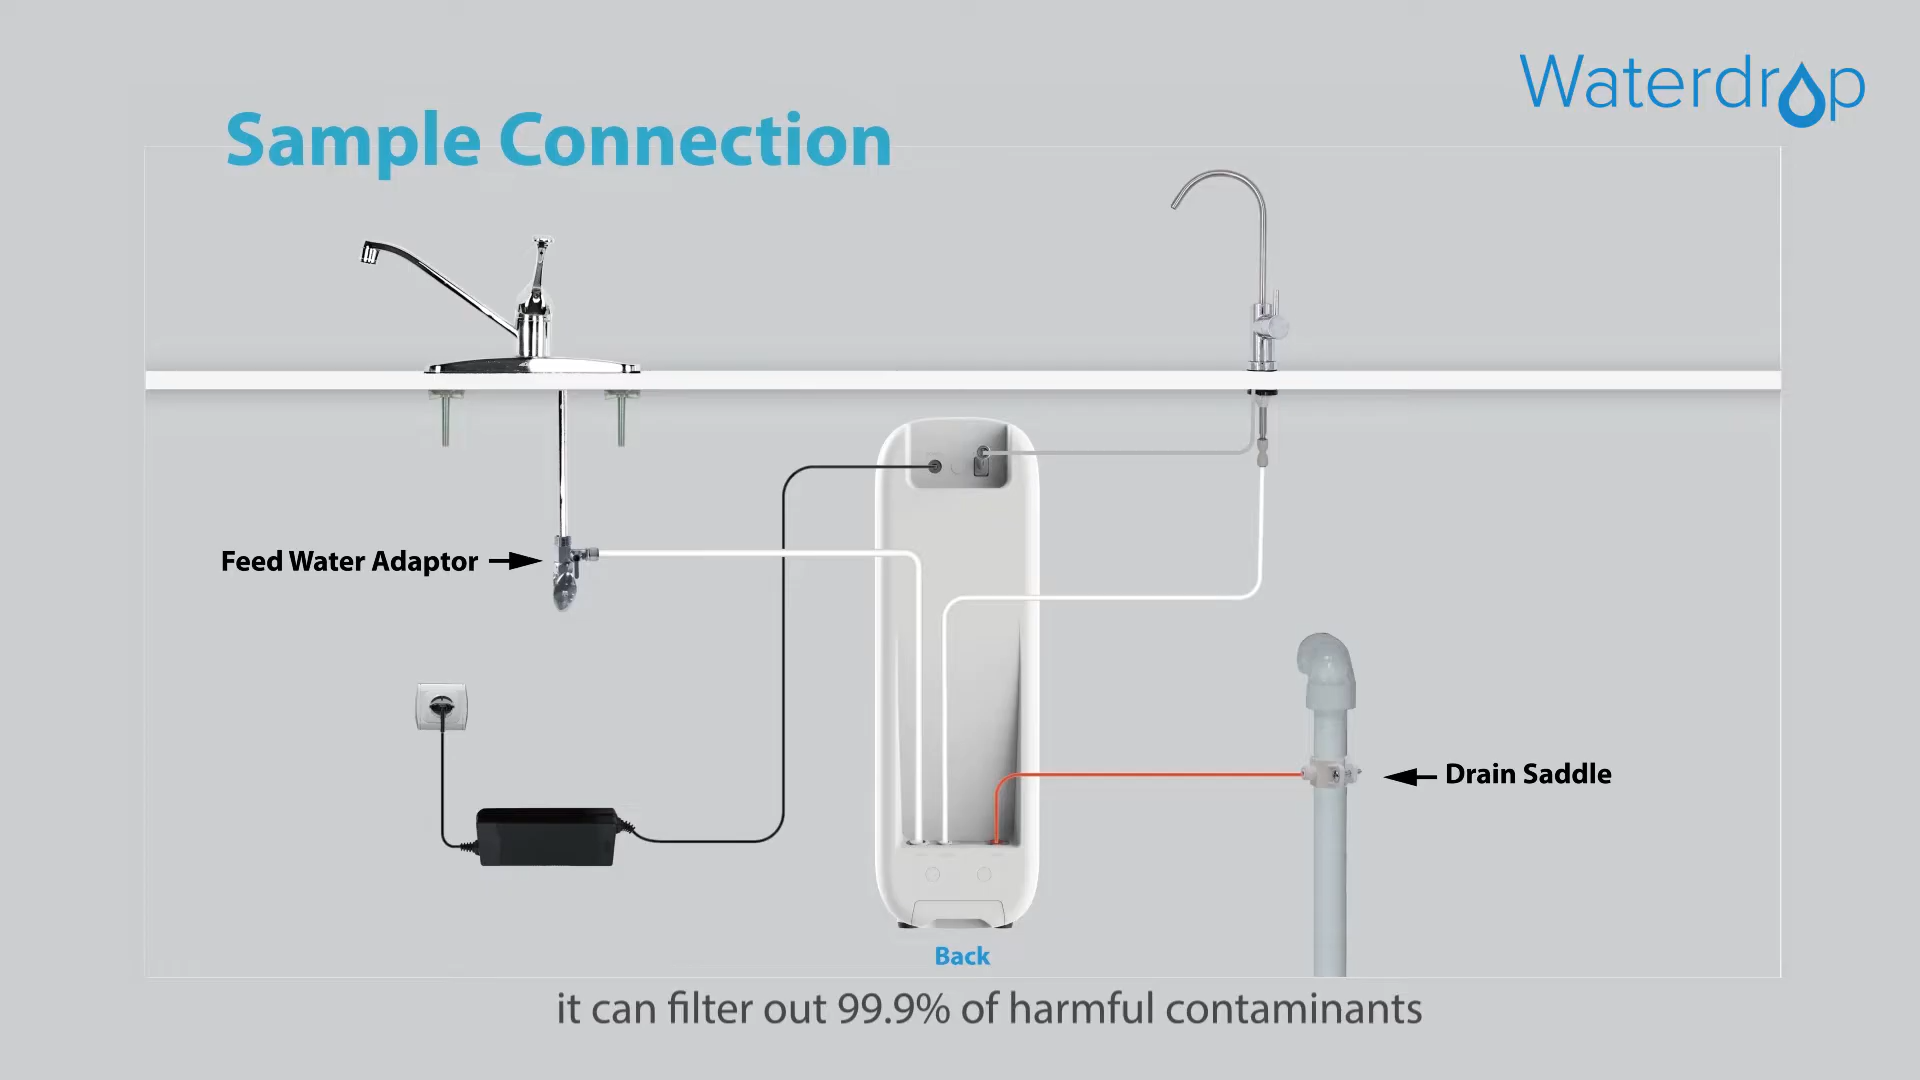 Waterdrop
Sample Connection
Feed Water Adaptor
Drain Saddle
Back
it can filter out 99.9% of harmful contaminants